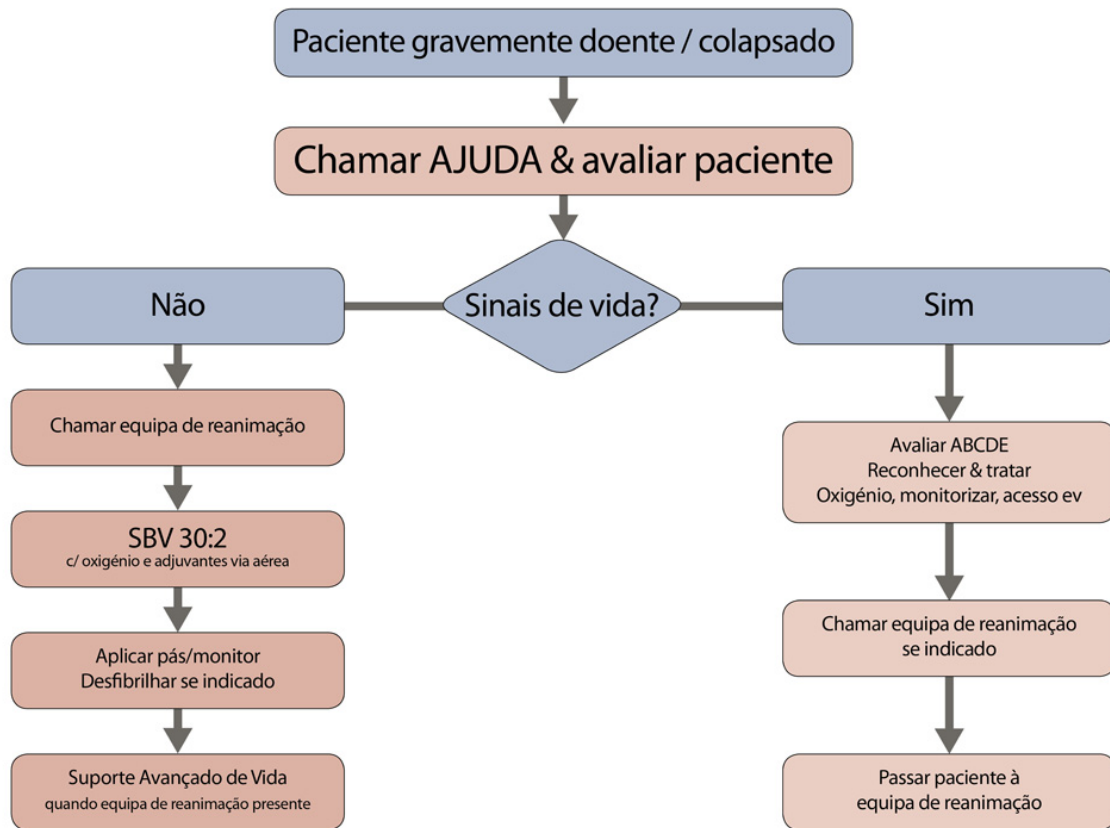 Paciente gravemente doente / colapsado
Chamar AJUDA & avaliar paciente
Sinais de vida?
Não
Chamar equipa de reanimação
SBV 30:2
c/ oxigénio e adjuvantes via aérea
Aplicar pás/monitor
Desfibrilhar se indicado
Suporte Avançado de Vida
quando equipa de reanimação presente
Sim
Avaliar ABCDE
Reconhecer & tratar
Oxigénio, monitorizar, acesso ev
Chamar equipa de reanimação
se indicado
Passar paciente à
equipa de reanimação